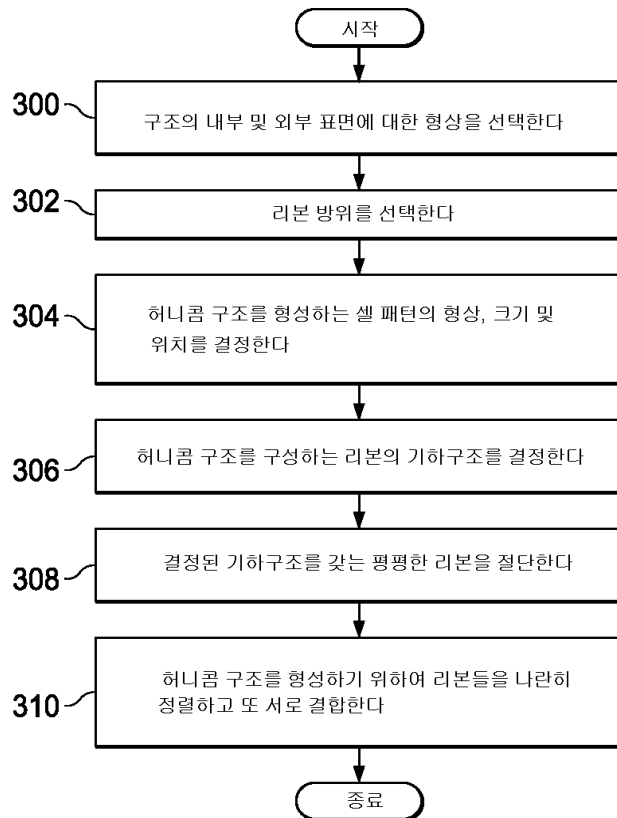 시작
300
구조의 내부 및 외부 표면에 대한 형상을 선택한다
302
리본 방위를 선택한다
304
허니콤 구조를 형성하는 셀 패턴의 형상, 크기 및
위치를 결정한다
306
허니콤 구조를 구성하는 리본의 기하구조를 결정한다
308
결정된 기하구조를 갖는 평평한 리본을 절단한다
310
허니콤 구조를 형성하기 위하여 리본들을 나란히
정렬하고 또 서로 결합한다
종료